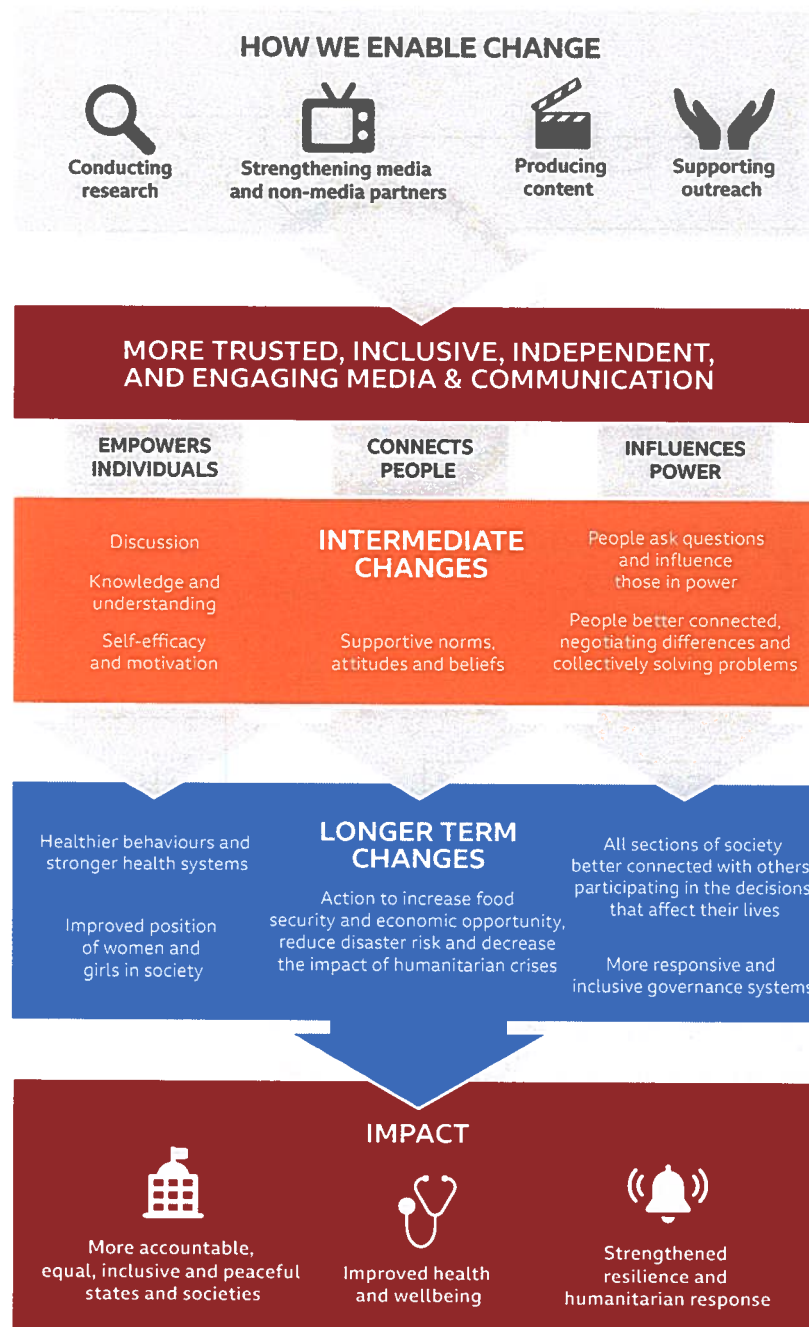 HOW WE ENABLE CHANGE
Conducting
research
Strengthening media
and non-media partners
Producing
content
Supporting
outreach
MORE TRUSTED, INCLUSIVE, INDEPENDENT,
AND ENGAGING MEDIA & COMMUNICATION
EMPOWERS
INDIVIDUALS
CONNECTS
PEOPLE
INFLUENCES
POWER
INTERMEDIATE
CHANGES
Discussion
Knowledge and
understanding
Self-efficacy
and motivation
Supportive norms,
attitudes and beliefs
People ask questions
and influence
those in power
People better connected,
negotiating differences and
collectively solving problems
LONGER TERM
CHANGES
Healthier behaviours and
stronger health systems
Improved position
of women and
girls in society
Action to increase food
security and economic opportunity,
reduce disaster risk and decrease
the impact of humanitarian crises
All sections of society
better connected with others
participating in the decisions
that affect their lives
More responsive and
inclusive governance systems
IMPACT
More accountable,
equal, inclusive and peaceful
states and societies
Improved health
and wellbeing
Strengthened
resilience and
humanitarian response